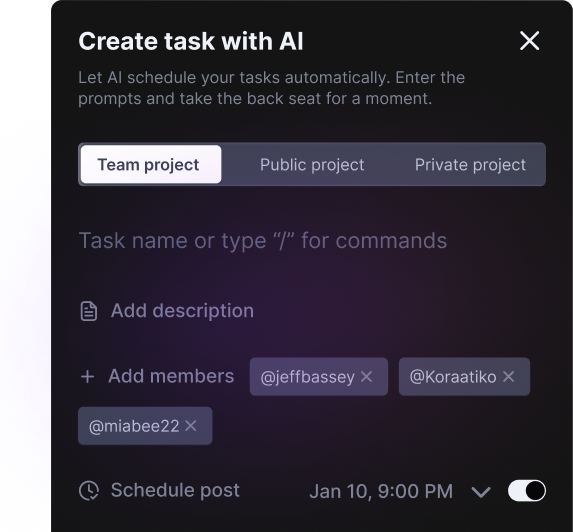 Create task with AI
Let AI schedule your tasks automatically. Enter the
prompts and take the back seat for a moment.
Team project Public project Private project
Task name or type “/” for commands
Add description
Add members @jeffbassey @Koraatiko
@miabee22
Schedule post Jan 10, 9:00 PM